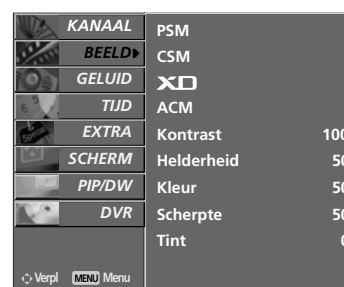 KANAAL
BEELD
GELUID
TIJD
EXTRA
SCHERM
PIP/DW
DVR
Verpl MENU Menu
PSM
CSM
XD
ACM
Kontrast 100
Helderheid 50
Kleur 50
Scherpte 50
Tint 0